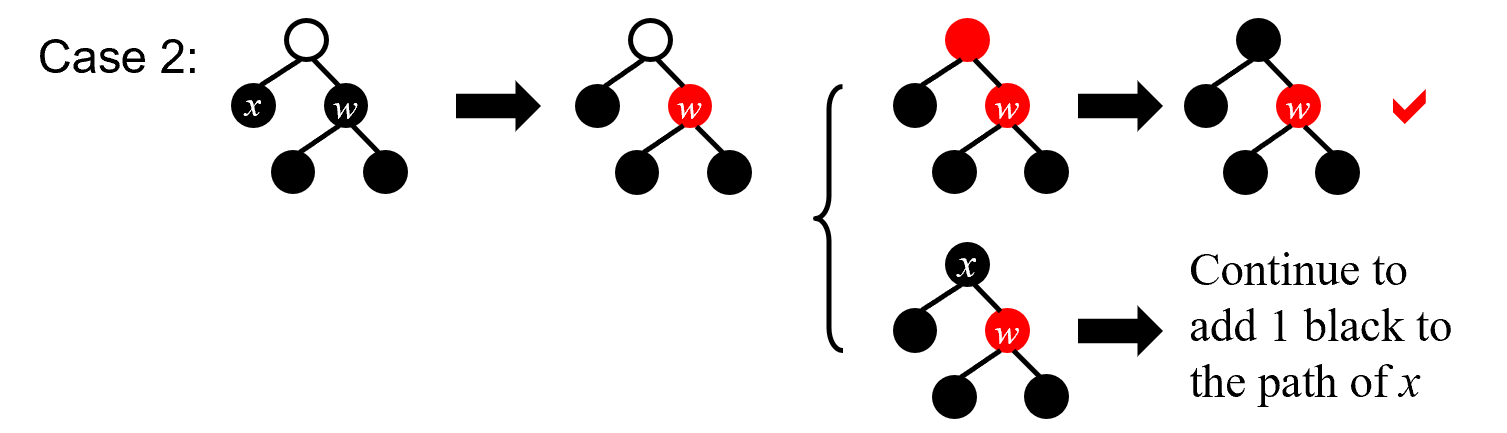 Case 2:
x w
w
w
w
x
w
Continue to
add 1 black to
the path of x